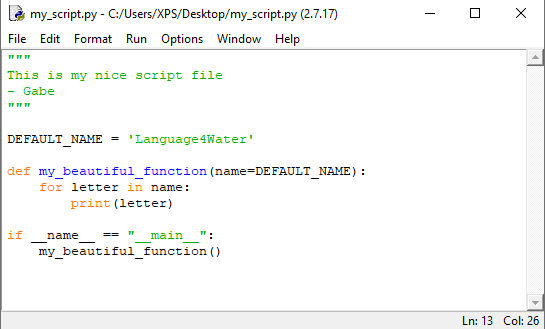 my_script.py - C:/Users/XPS/Desktop/my_script.py (2.7.17)
File Edit Format Run Options Window Help
"""
This is my nice script file
- Gabe
"""
DEFAULT_NAME = 'Language4Water'
def my_beautiful_function(name=DEFAULT_NAME):
    for letter in name:
        print(letter)
if __name__ == "__main__":
    my_beautiful_function()
Ln: 13 Col: 26